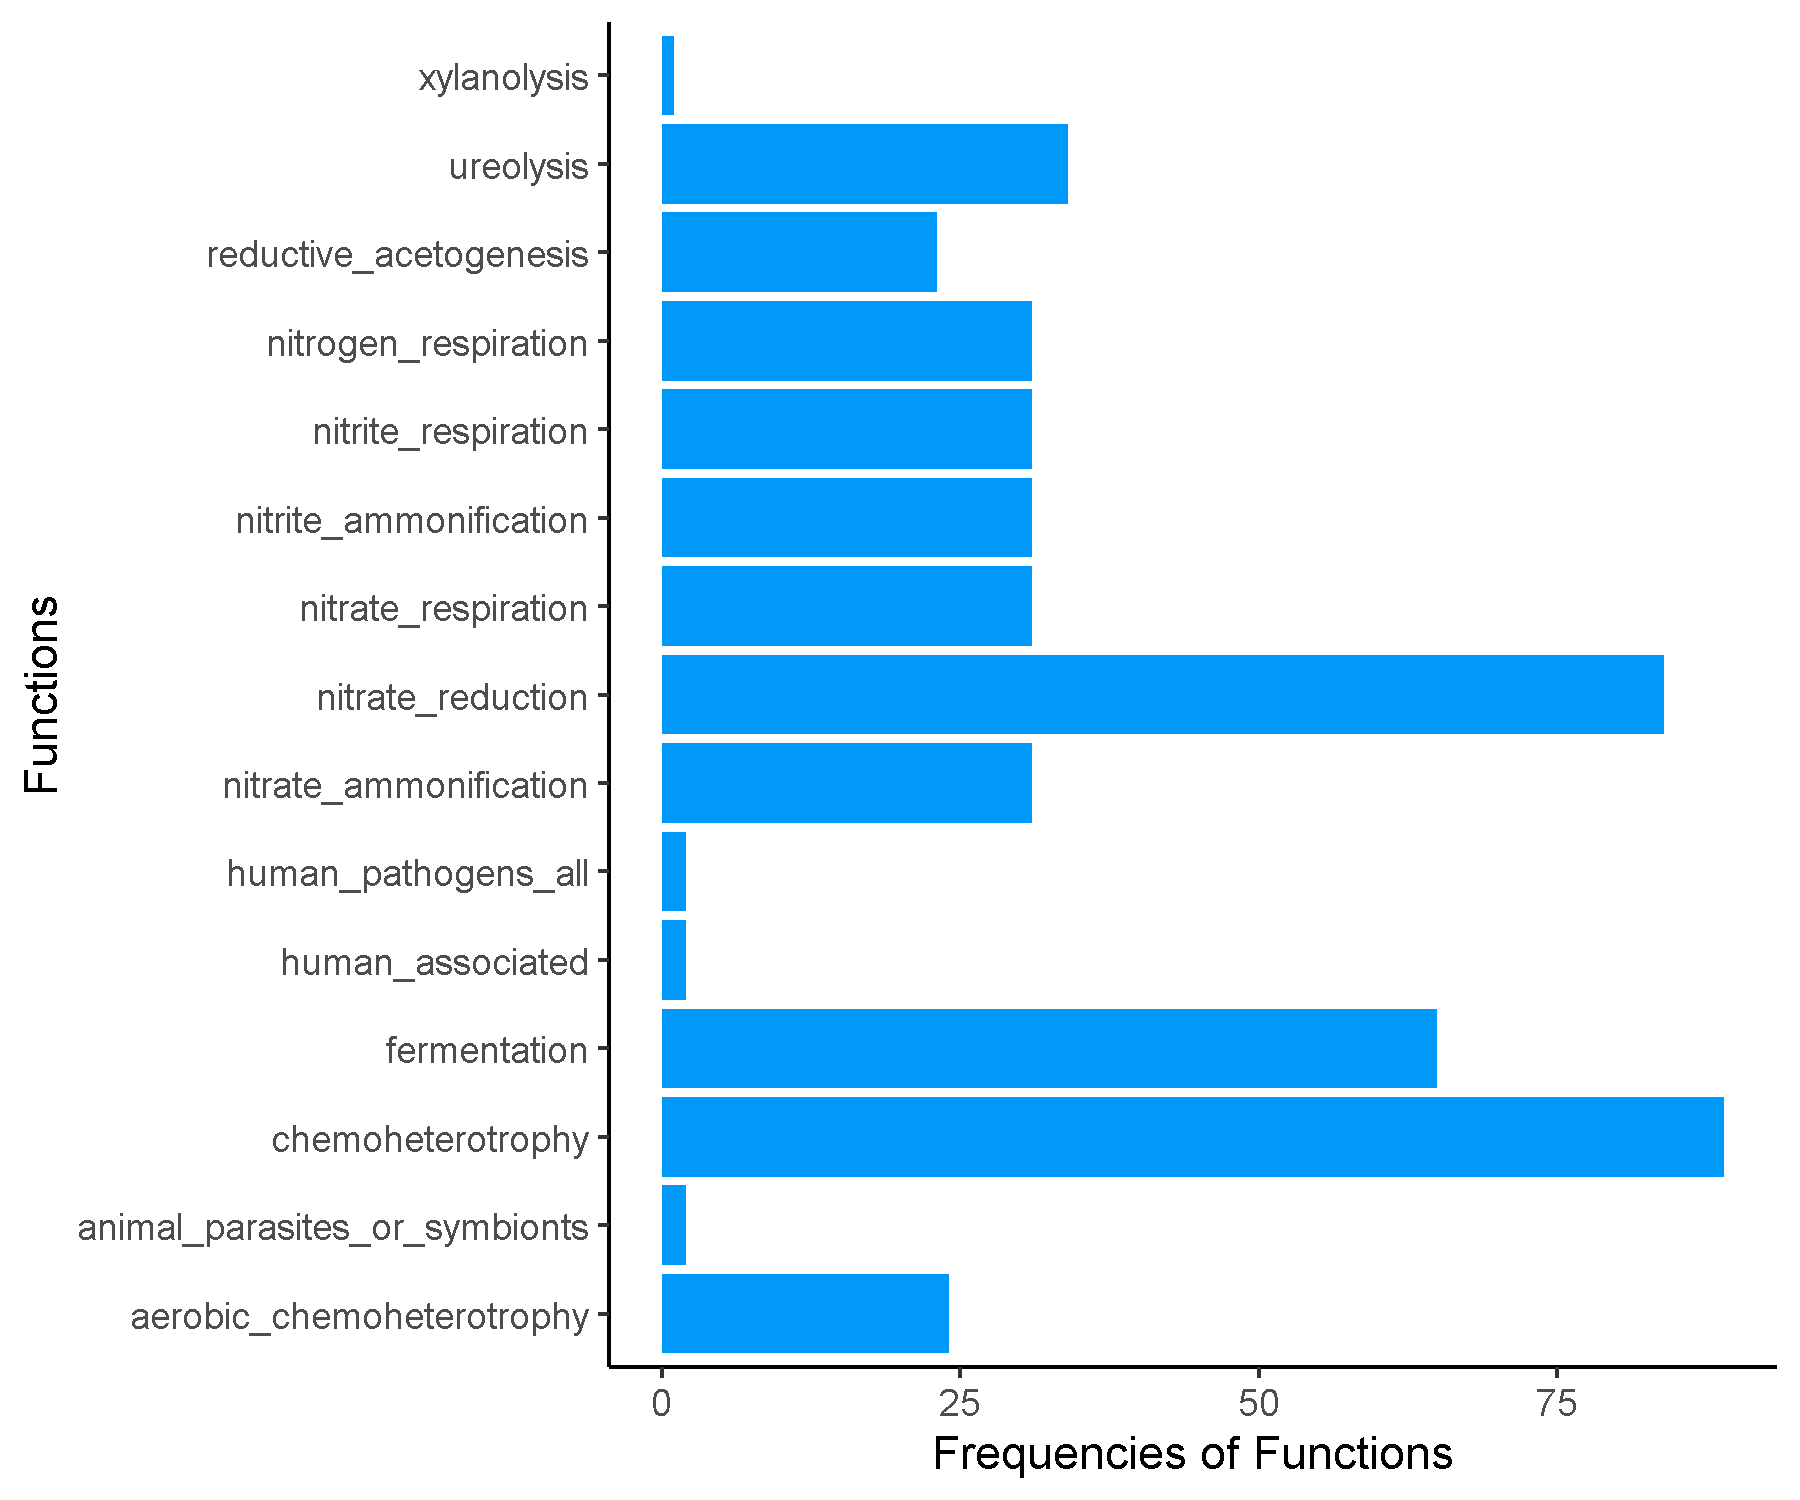 xylanolysis
ureolysis
reductive_acetogenesis
nitrogen_respiration
nitrite_respiration
nitrite_ammonification
nitrate_respiration
nitrate_reduction
nitrate_ammonification
human_pathogens_all
human_associated
fermentation
chemoheterotrophy
animal_parasites_or_symbionts
aerobic_chemoheterotrophy
Functions
0 25 50 75
Frequencies of Functions